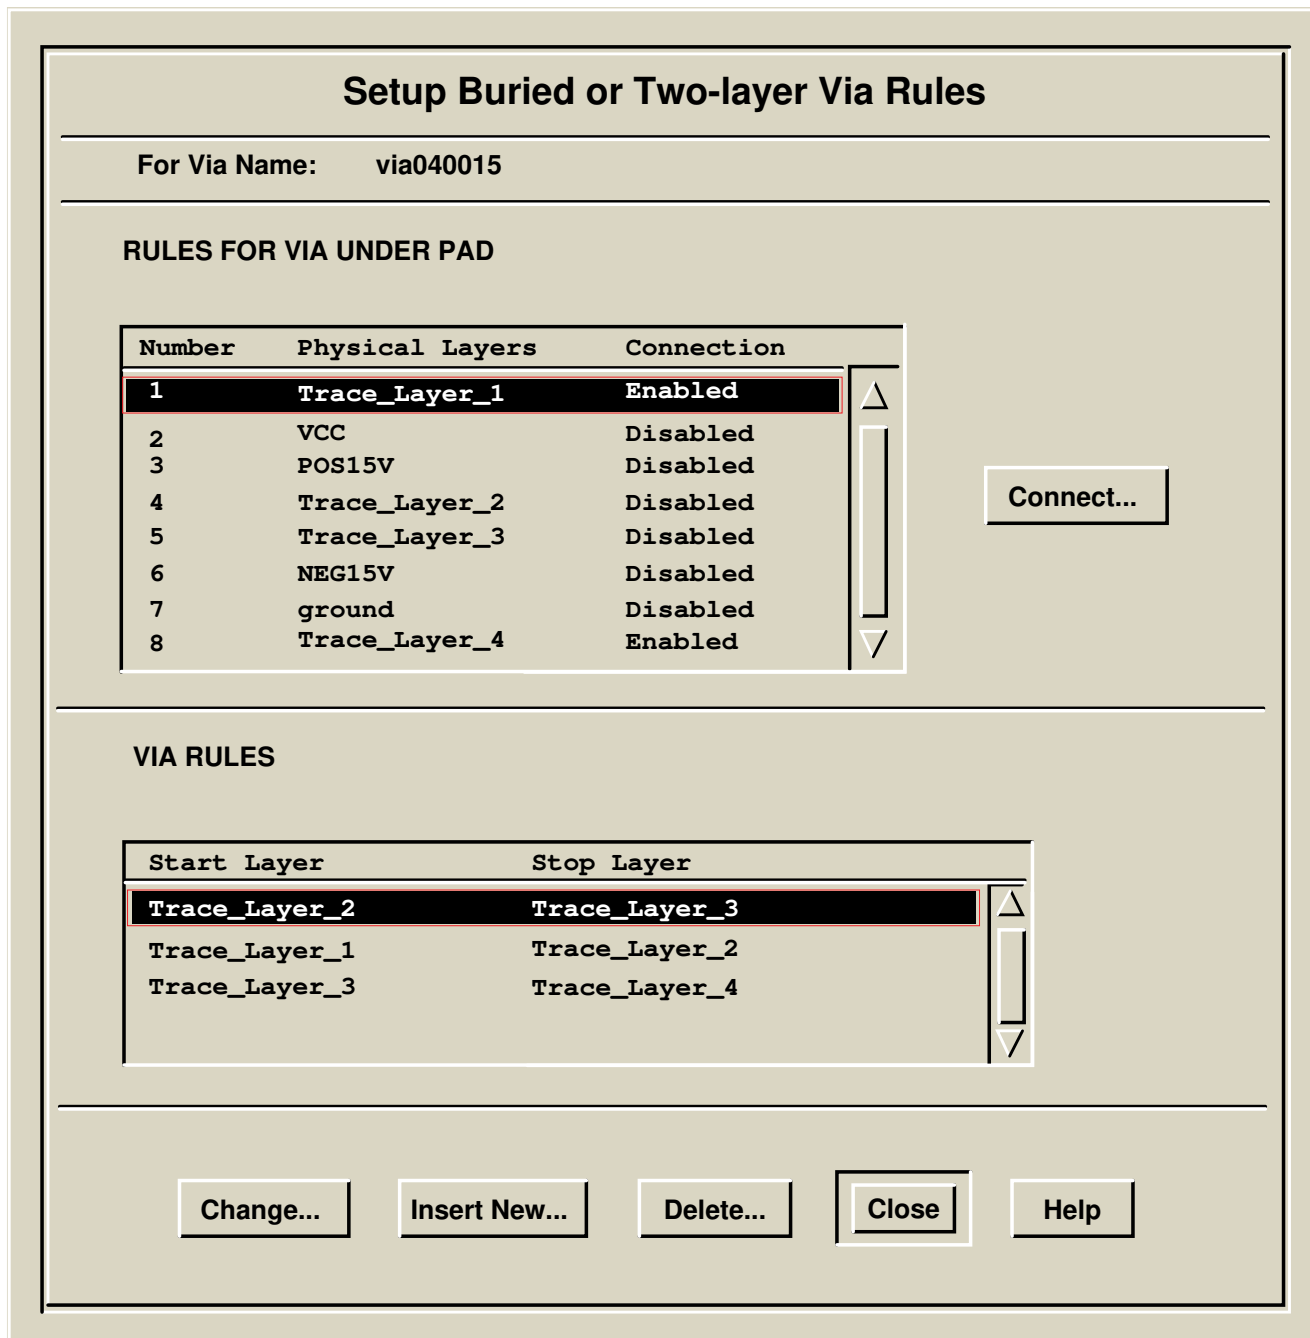 Setup Buried or Two-layer Via Rules
For Via Name: via040015
RULES FOR VIA UNDER PAD
Number Physical Layers Connection
1 Trace_Layer_1 Enabled
2 VCC Disabled
3 POS15V Disabled
4 Trace_Layer_2 Disabled
5 Trace_Layer_3 Disabled
6 NEG15V Disabled
7 ground Disabled
8 Trace_Layer_4 Enabled
Connect...
VIA RULES
Start Layer Stop Layer
Trace_Layer_2 Trace_Layer_3
Trace_Layer_1 Trace_Layer_2
Trace_Layer_3 Trace_Layer_4
Change... Insert New... Delete... Close Help